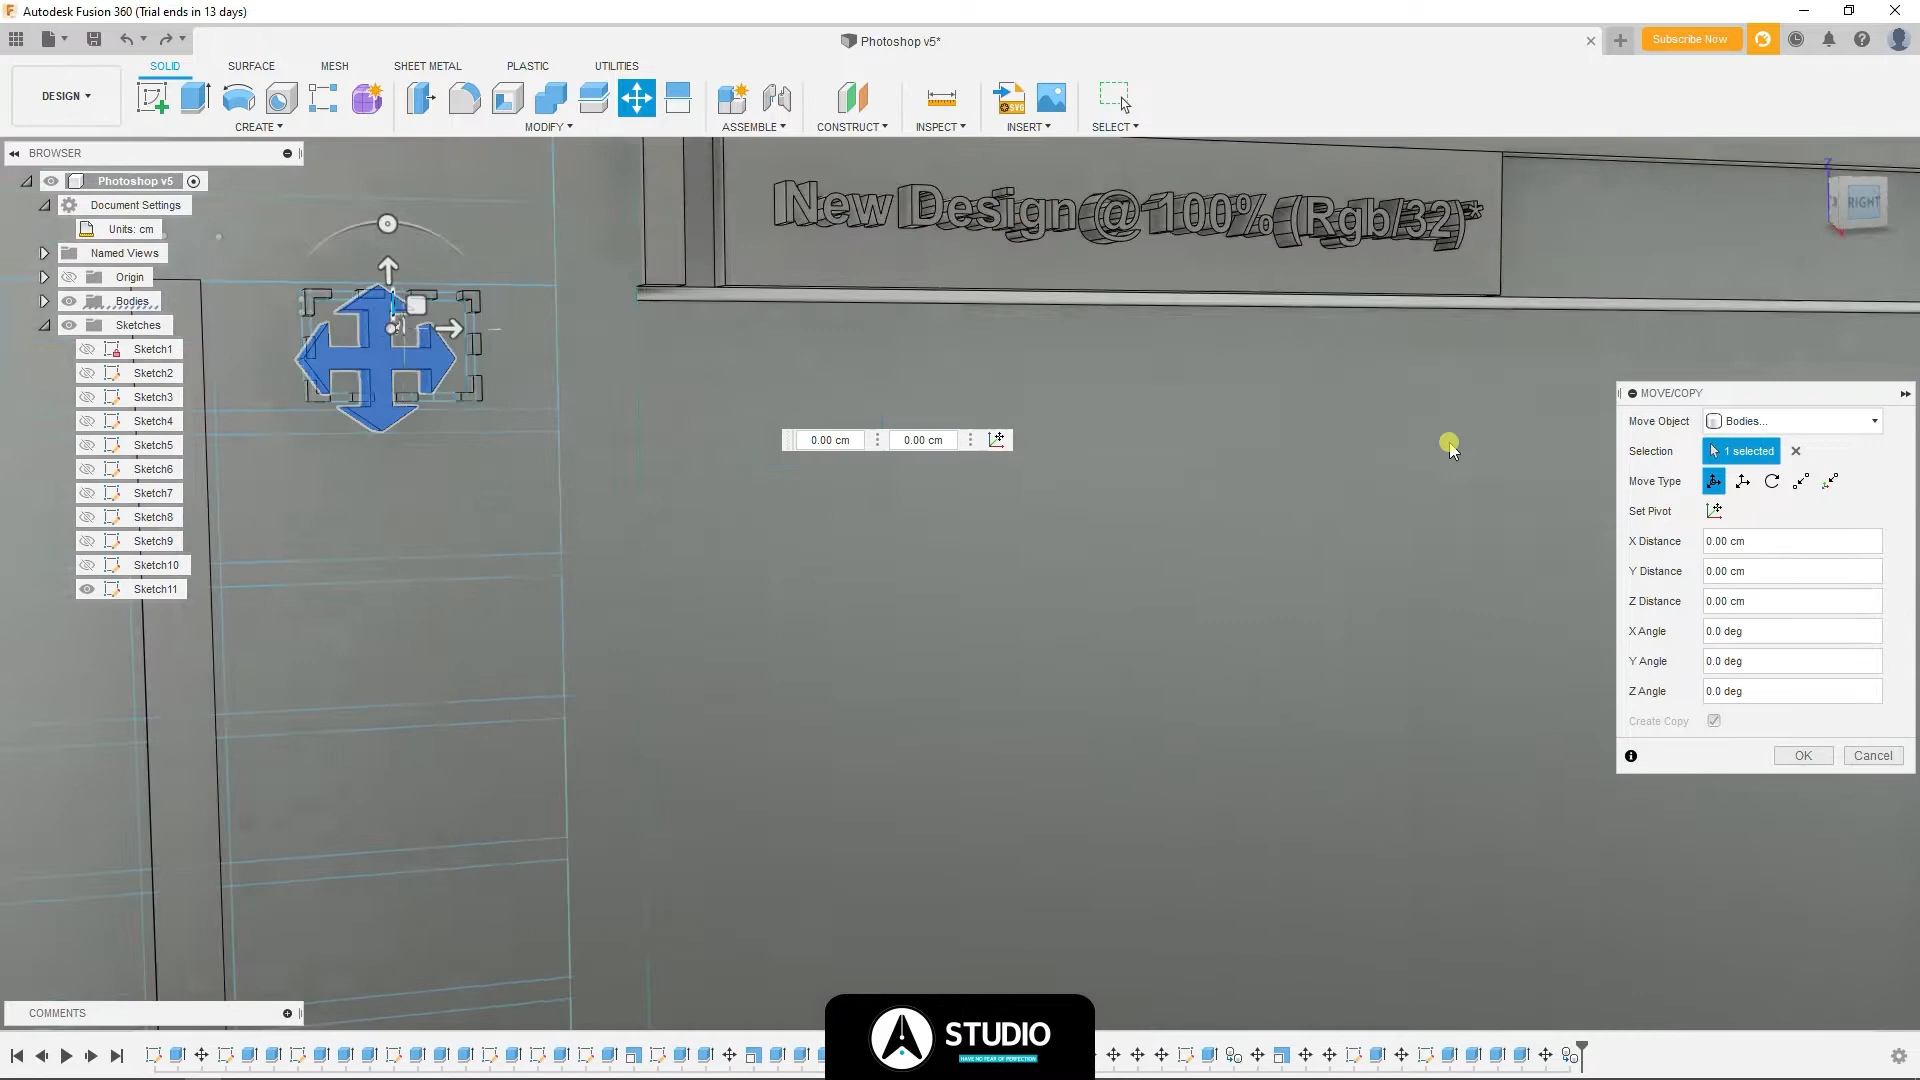 Autodesk Fusion 360 (Trial ends in 13 days)
Photoshop v5*
Subscribe Now
DESIGN
SOLID
SURFACE
MESH
SHEET METAL
PLASTIC
UTILITIES
CREATE
MODIFY
ASSEMBLE
CONSTRUCT
INSPECT
INSERT
SELECT
BROWSER
Photoshop v5
Document Settings
Units: cm
Named Views
Origin
Bodies
Sketches
Sketch1
Sketch2
Sketch3
Sketch4
Sketch5
Sketch6
Sketch7
Sketch8
Sketch9
Sketch10
Sketch11
New Design @ 100% (Rgb/32)*
Z
RIGHT
0.00 cm
0.00 cm
MOVE/COPY
Move Object Bodies...
Selection 1 selected
Move Type
Set Pivot
X Distance 0.00 cm
Y Distance 0.00 cm
Z Distance 0.00 cm
X Angle 0.0 deg
Y Angle 0.0 deg
Z Angle 0.0 deg
Create Copy
OK Cancel
COMMENTS
STUDIO
HAVE NO FEAR OF PERFECTION